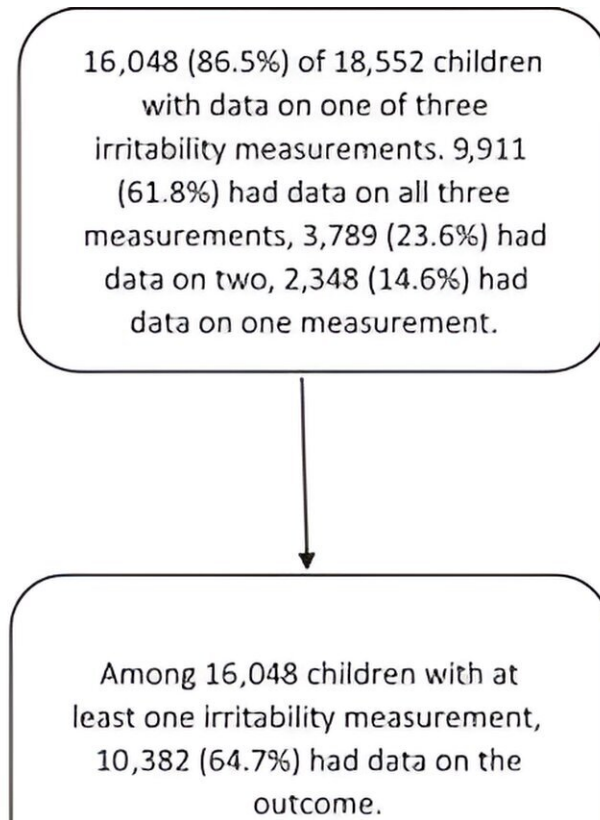 16,048 (86.5%) of 18,552 children
with data on one of three
irritability measurements. 9,911
(61.8%) had data on all three
measurements, 3,789 (23.6%) had
data on two, 2,348 (14.6%) had
data on one measurement.
Among 16,048 children with at
least one irritability measurement,
10,382 (64.7%) had data on the
outcome.